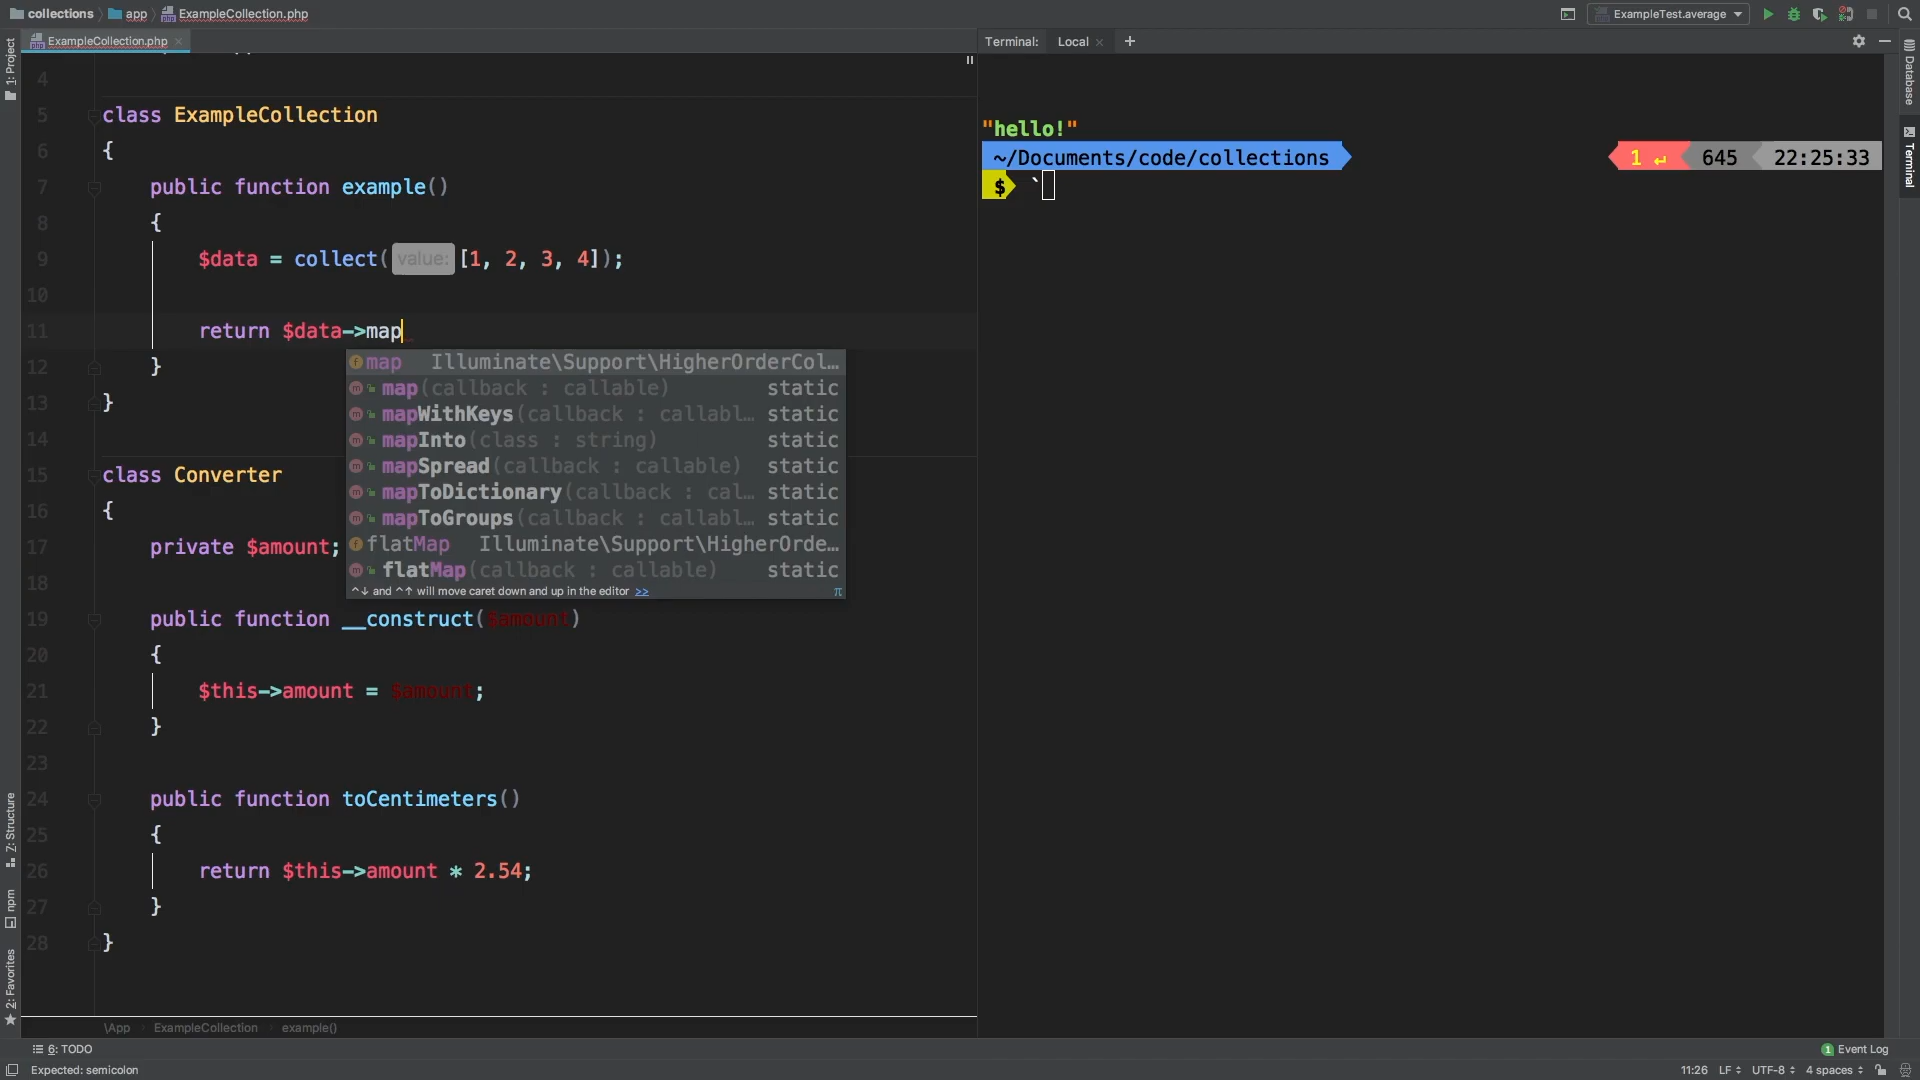 collections app ExampleCollection.php
ExampleTest.average
1: Project
ExampleCollection.php
Terminal: Local +
4
5 class ExampleCollection
6 {
7 public function example()
8 {
9 $data = collect( value: [1, 2, 3, 4]);
10
11 return $data->map
12 }
13 }
14
15 class Converter
16 {
17 private $amount;
18
19 public function __construct($amount)
20 {
21 $this->amount = $amount;
22 }
23
24 public function toCentimeters()
25 {
26 return $this->amount * 2.54;
27 }
28 }
map Illuminate\Support\HigherOrderCol…
map(callback : callable) static
mapWithKeys(callback : callabl… static
mapInto(class : string) static
mapSpread(callback : callable) static
mapToDictionary(callback : cal… static
mapToGroups(callback : callabl… static
flatMap Illuminate\Support\HigherOrde…
flatMap(callback : callable) static
^↓ and ^↑ will move caret down and up in the editor >> π
"hello!"
~/Documents/code/collections 1 ↵ 645 22:25:33
$ `
Database
Terminal
Z: Structure
npm
2: Favorites
\App ExampleCollection example()
6: TODO
1 Event Log
Expected: semicolon
11:26 LF UTF-8 4 spaces